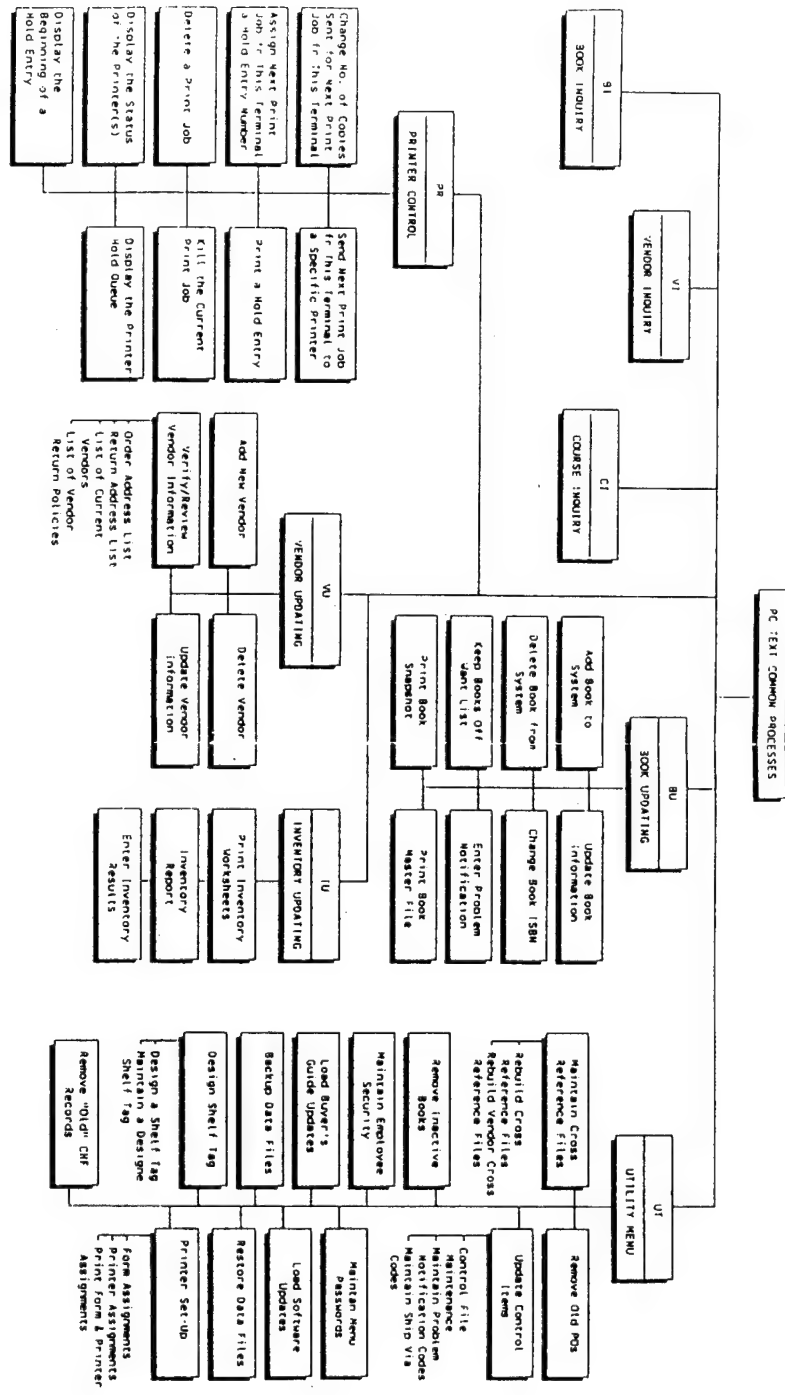 PC TEXT COMMON PROCESSES
BI
BOOK INQUIRY
VI
VENDOR INQUIRY
CI
COURSE INQUIRY
BU
BOOK UPDATING
Add Book to
System
Update Book
Information
Delete Book from
System
Change Book ISBN
Keep Books Off
Want List
Enter Problem
Notification
Print Book
Snapshot
Print Book
Master File
UT
UTILITY MENU
Maintain Cross
Reference Files
Rebuild Cross
Reference Files
Rebuild Vendor Cross
Reference Files
Remove Old POs
Remove Inactive
Books
Update Control
Items
Control File
Maintenance
Maintain Problem
Notification Codes
Maintain Ship Via
Codes
Maintain Employee
Security
Maintan Menu
Passwords
Load Buyer's
Guide Updates
Load Software
Updates
Backup Data Files
Restore Data Files
Design Shelf Tag
Design a Shelf Tag
Maintain a Designe
Shelf Tag
Printer Set-Up
Form Assignments
Printer Assignments
Print Form & Printer
Assignments
Remove "Old" CHF
Records
PR
PRINTER CONTROL
Change No. of Copies
Sent for Next Print
Job fr This Terminal
Send Next Print Job
fr This Terminal to
a Specific Printer
Assign Next Print
Job fr This Terminal
a Hold Entry Number
Print a Hold Entry
Delete a Print Job
Kill the Current
Print Job
Display the Status
of the Printer(s)
Display the Printer
Hold Queue
Display the
Beginning of a
Hold Entry
VU
VENDOR UPDATING
Add New Vendor
Delete Vendor
Verify/Review
Vendor Information
Order Address List
Return Address List
List of Current
Vendors
List of Vendor
Return Policies
Update Vendor
Information
IU
INVENTORY UPDATING
Print Inventory
Worksheets
Inventory
Report
Enter Inventory
Results